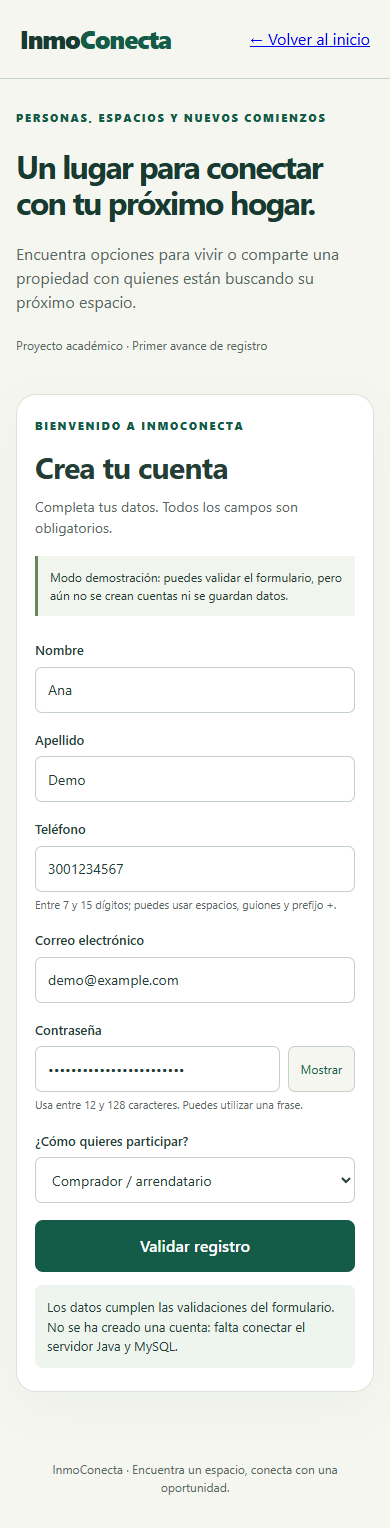 InmoConecta
← Volver al inicio
PERSONAS, ESPACIOS Y NUEVOS COMIENZOS
Un lugar para conectar
con tu próximo hogar.
Encuentra opciones para vivir o comparte una
propiedad con quienes están buscando su
próximo espacio.
Proyecto académico · Primer avance de registro
BIENVENIDO A INMOCONECTA
Crea tu cuenta
Completa tus datos. Todos los campos son
obligatorios.
Modo demostración: puedes validar el formulario, pero
aún no se crean cuentas ni se guardan datos.
Nombre
Ana
Apellido
Demo
Teléfono
3001234567
Entre 7 y 15 dígitos; puedes usar espacios, guiones y prefijo +.
Correo electrónico
demo@example.com
Contraseña
••••••••••••••••••••••••
Mostrar
Usa entre 12 y 128 caracteres. Puedes utilizar una frase.
¿Cómo quieres participar?
Comprador / arrendatario
Validar registro
Los datos cumplen las validaciones del formulario.
No se ha creado una cuenta: falta conectar el
servidor Java y MySQL.
InmoConecta · Encuentra un espacio, conecta con una
oportunidad.